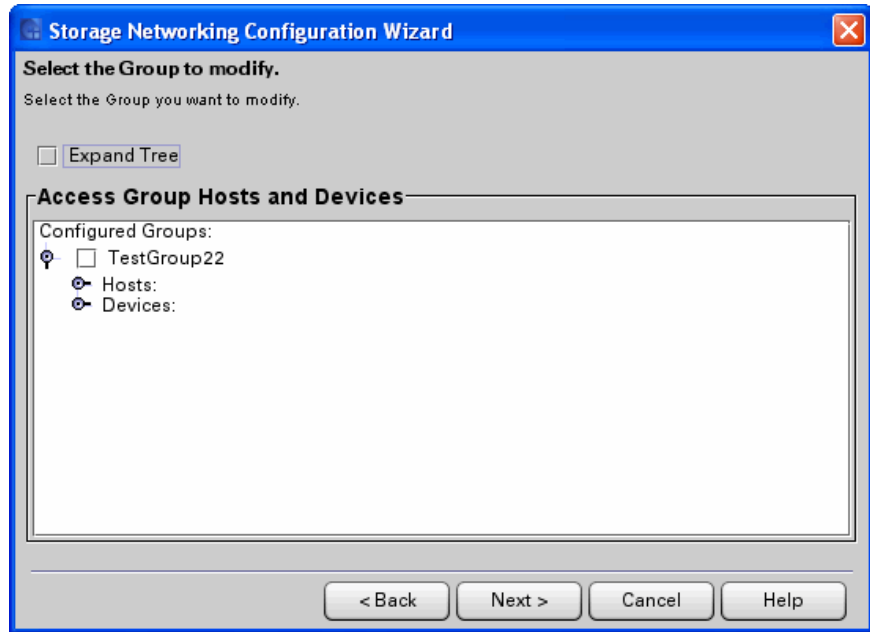 Storage Networking Configuration Wizard
Select the Group to modify.
Select the Group you want to modify.
Expand Tree
Access Group Hosts and Devices
Configured Groups:
TestGroup22
Hosts:
Devices:
< Back Next > Cancel Help